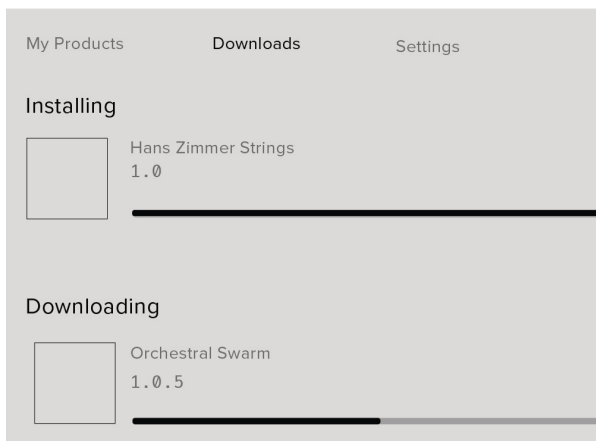 My Products Downloads Settings
Installing
Hans Zimmer Strings
1.0
Downloading
Orchestral Swarm
1.0.5